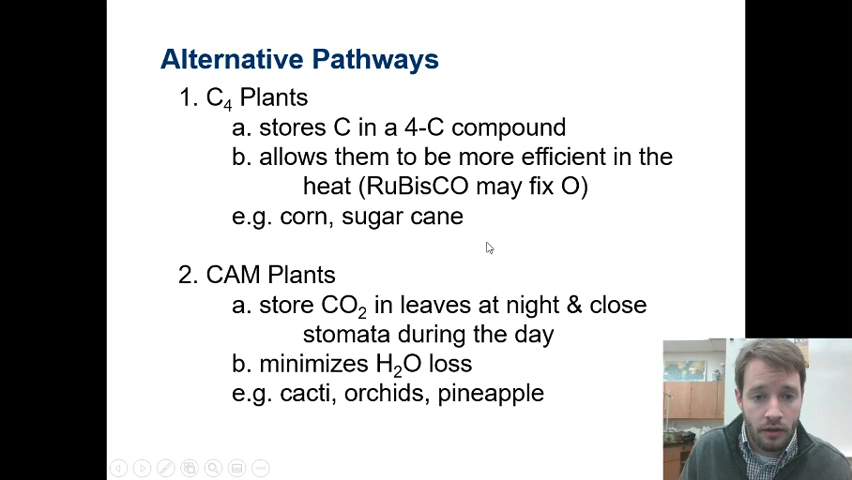 Alternative Pathways
1. C₄ Plants
a. stores C in a 4-C compound
b. allows them to be more efficient in the
heat (RuBisCO may fix O)
e.g. corn, sugar cane
2. CAM Plants
a. store CO₂ in leaves at night & close
stomata during the day
b. minimizes H₂O loss
e.g. cacti, orchids, pineapple